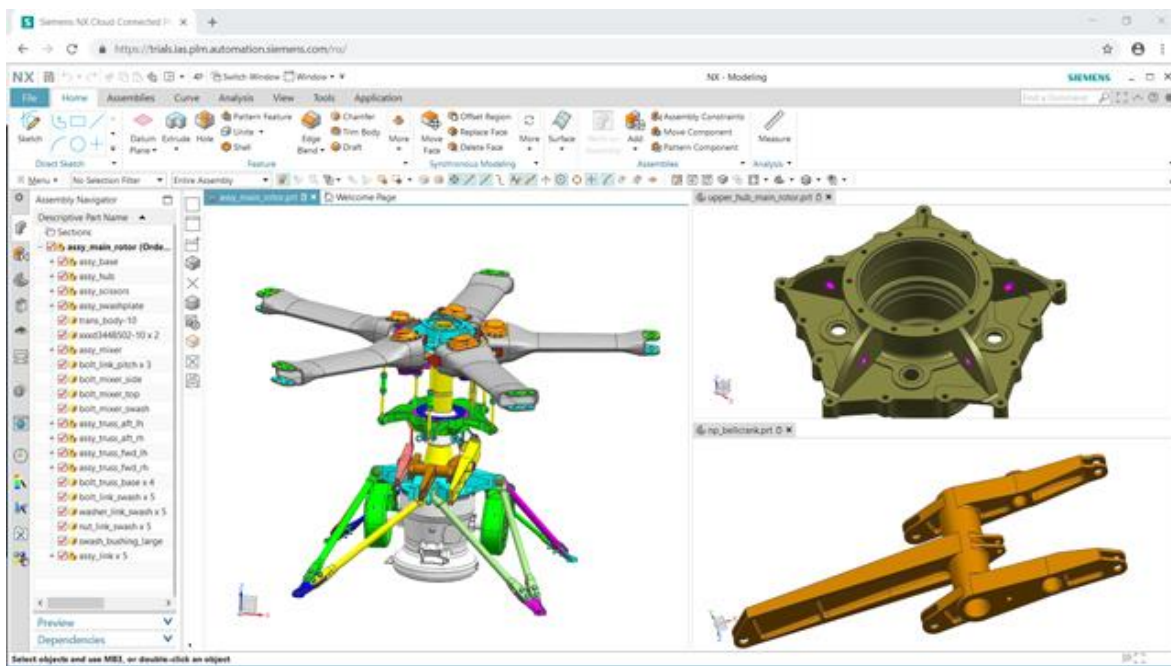 Siemens NX Cloud Connected Pr
https://trials.ias.plm.automation.siemens.com/nx/
NX Switch Window Window NX - Modeling SIEMENS
File Home Assemblies Curve Analysis View Tools Application Find a Command
Sketch
Datum Plane
Extrude
Hole
Pattern Feature
Unite
Shell
Edge Blend
Chamfer
Trim Body
Draft
More
Move Face
Offset Region
Replace Face
Delete Face
More
Surface
Add
Assembly Constraints
Move Component
Pattern Component
Measure
Direct Sketch Feature Synchronous Modeling Assemblies Analysis
Menu No Selection Filter Entire Assembly
Assembly Navigator
Descriptive Part Name
Sections
assy_main_rotor (Orde...
assy_base
assy_hub
assy_scissors
assy_swashplate
trans_body-10
assy_mixer
bolt_link_pitch x 3
bolt_mixer_side
bolt_mixer_top
bolt_mixer_swash
assy_truss_aft_lh
assy_truss_aft_rh
assy_truss_fwd_lh
assy_truss_fwd_rh
bolt_truss_base x 4
bolt_link_swash x 5
washer_link_swash x 5
nut_link_swash x 5
swash_bushing_large
assy_link x 5
Preview
Dependencies
assy_main_rotor.prt
Welcome Page
upper_hub_main_rotor.prt
np_bellcrank.prt
Select objects and use MB3, or double-click an object